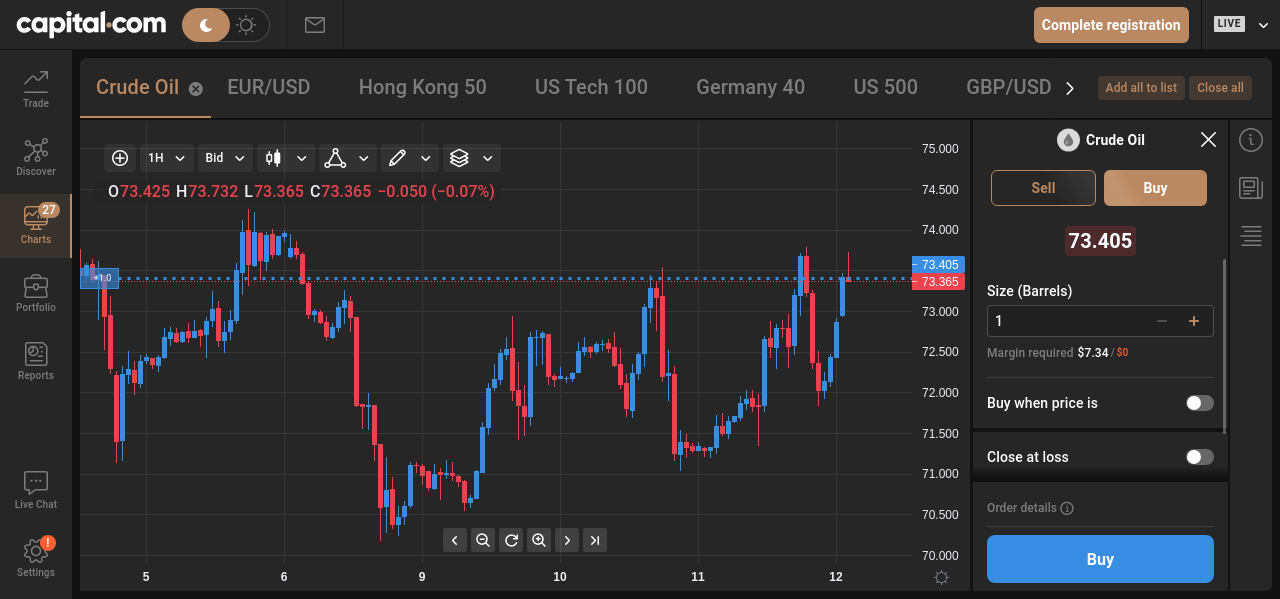 capital.com
Complete registration
LIVE
Trade
Discover
27
Charts
Portfolio
Reports
Live Chat
!
Settings
Crude Oil
EUR/USD
Hong Kong 50
US Tech 100
Germany 40
US 500
GBP/USD
Add all to list
Close all
1H
Bid
O73.425 H73.732 L73.365 C73.365 −0.050 (−0.07%)
+1.0
75.000
74.500
74.000
73.405
73.365
73.000
72.500
72.000
71.500
71.000
70.500
70.000
5
6
9
10
11
12
Crude Oil
Sell
Buy
73.405
Size (Barrels)
1
Margin required $7.34 / $0
Buy when price is
Close at loss
Order details
Buy